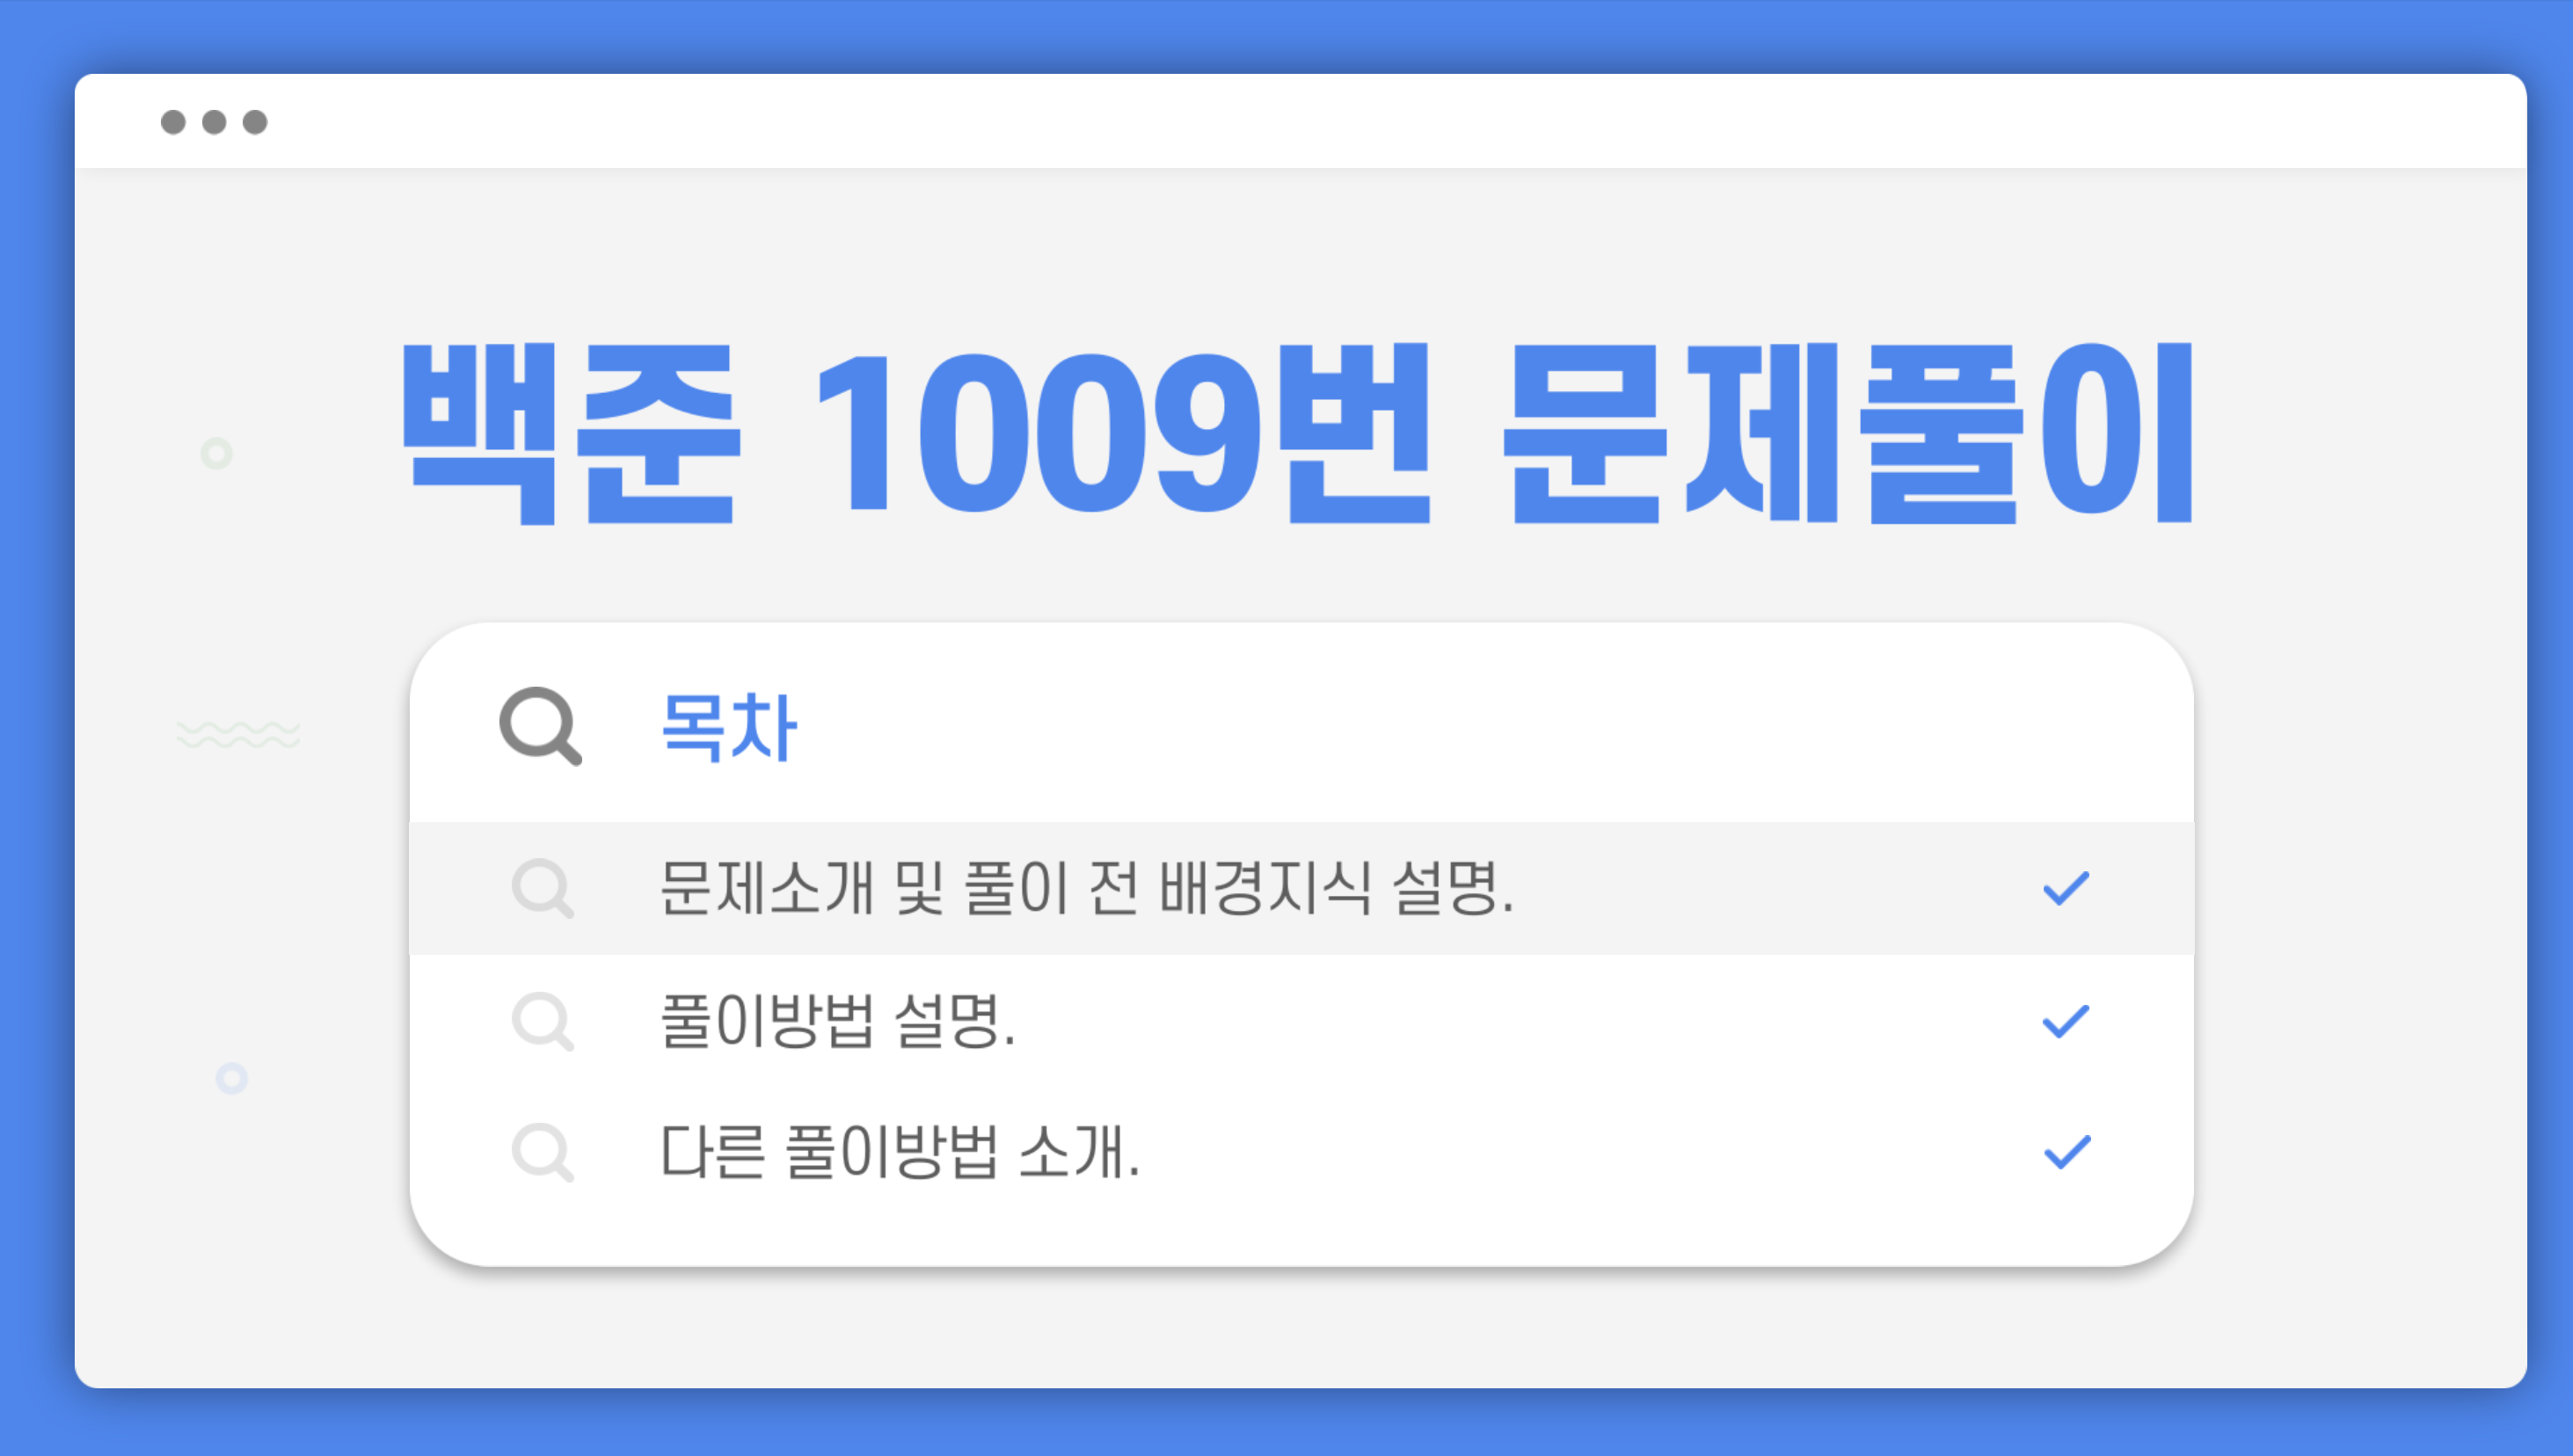 백준 1009번 문제풀이
목차
문제소개 및 풀이 전 배경지식 설명.
풀이방법 설명.
다른 풀이방법 소개.